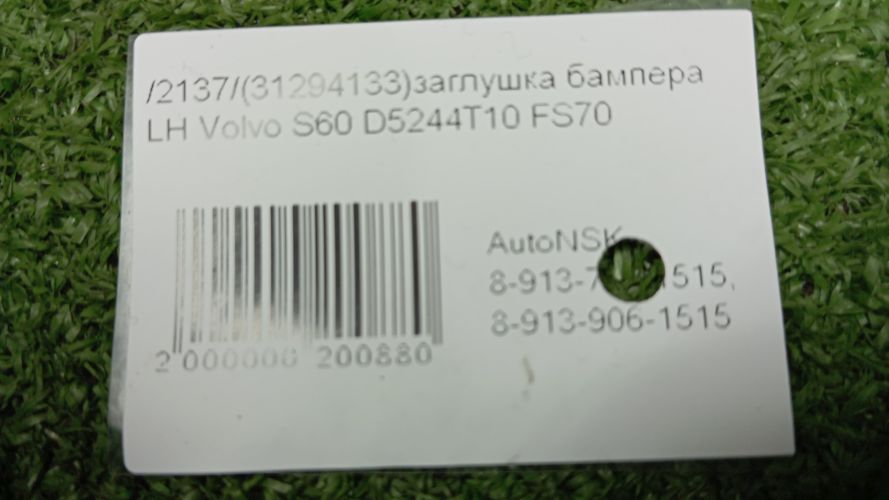 /2137/(31294133)заглушка бампера
LH Volvo S60 D5244T10 FS70
AutoNSK
8-913-906-1515
2 000000 200880